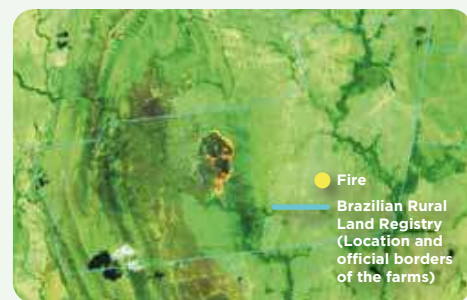 Fire
Brazilian Rural
Land Registry
(Location and
official borders
of the farms)